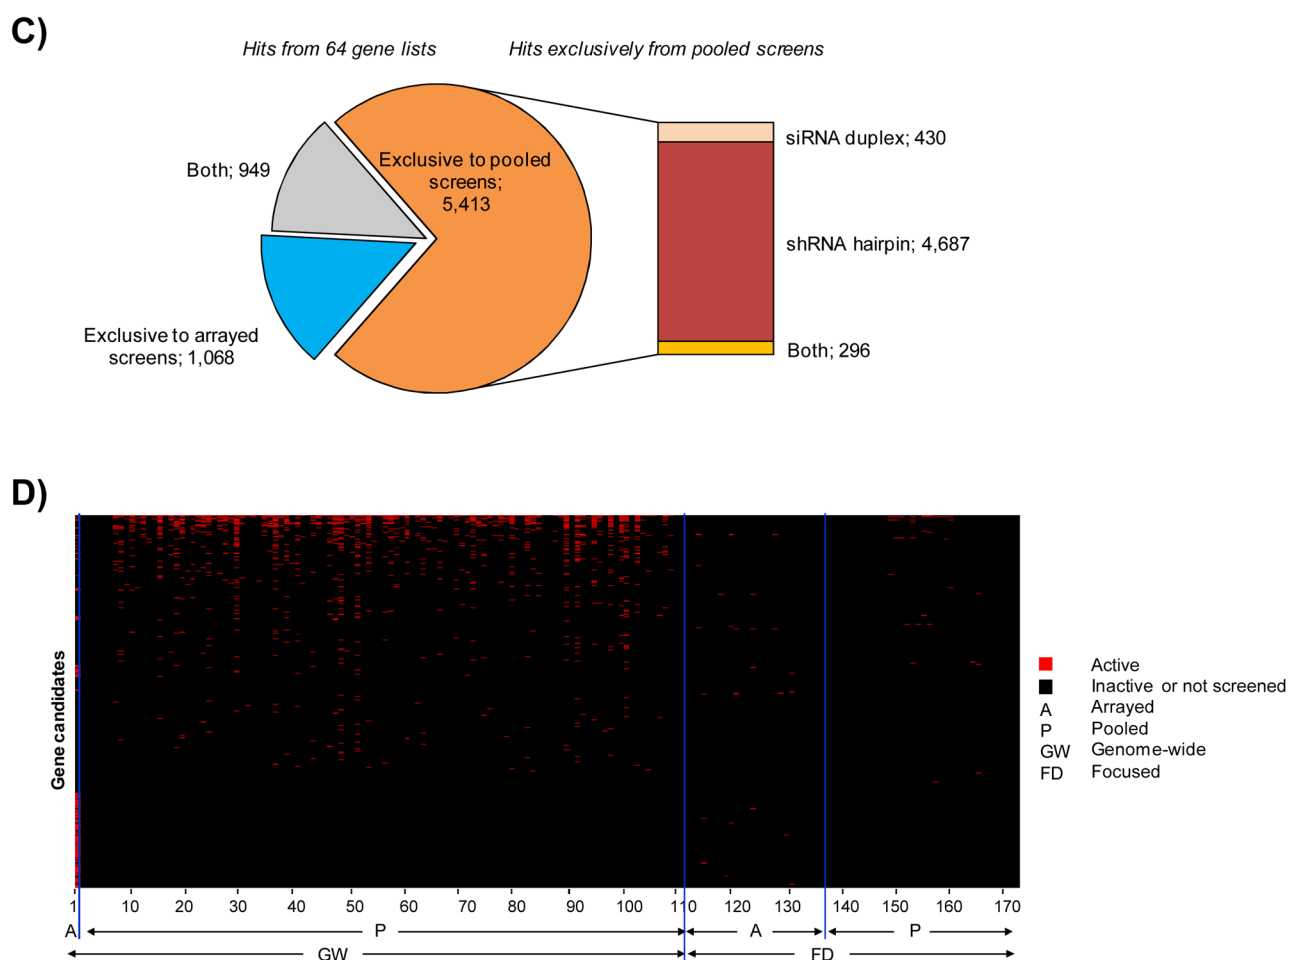 C)
Hits from 64 gene lists
Hits exclusively from pooled screens
Both; 949
Exclusive to pooled
screens;
5,413
Exclusive to arrayed
screens; 1,068
siRNA duplex; 430
shRNA hairpin; 4,687
Both; 296
D)
Gene candidates
Active
Inactive or not screened
A Arrayed
P Pooled
GW Genome-wide
FD Focused
1 10 20 30 40 50 60 70 80 90 100 110 120 130 140 150 160 170
A P A P
GW FD